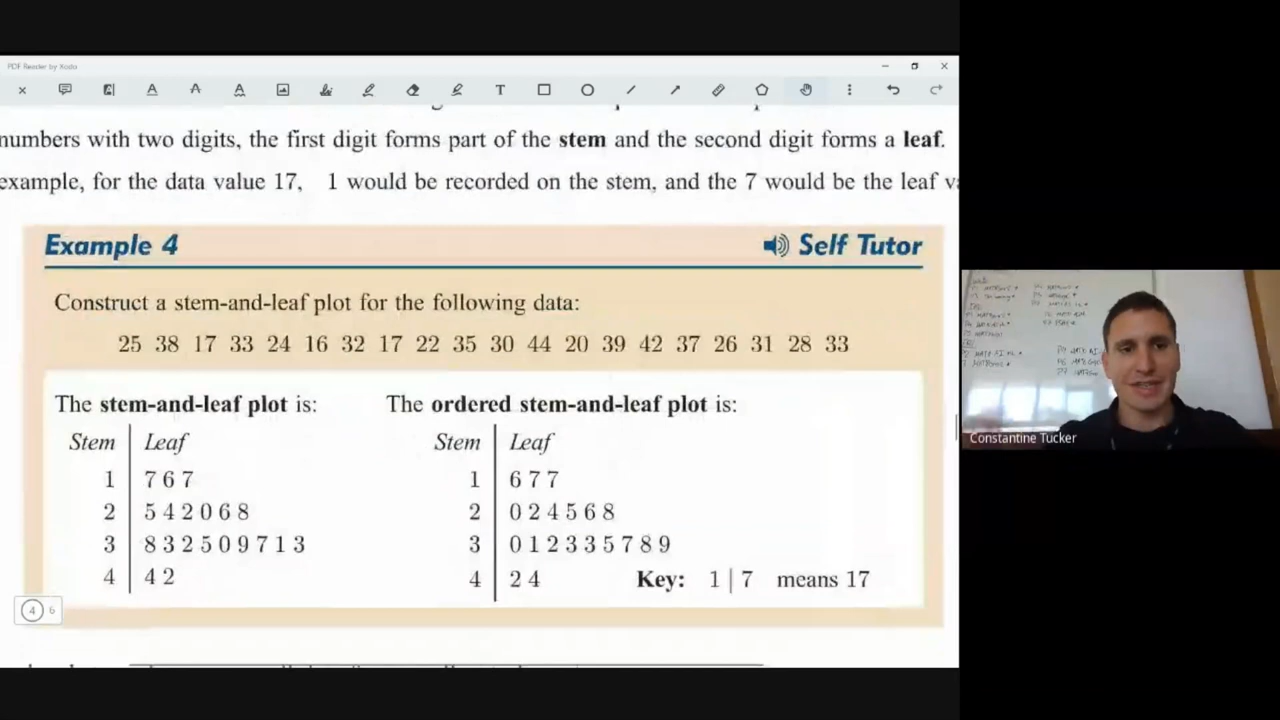 PDF Reader by Xodo
numbers with two digits, the first digit forms part of the stem and the second digit forms a leaf.
example, for the data value 17, 1 would be recorded on the stem, and the 7 would be the leaf va
Example 4
Self Tutor
Construct a stem-and-leaf plot for the following data:
25 38 17 33 24 16 32 17 22 35 30 44 20 39 42 37 26 31 28 33
The stem-and-leaf plot is:
Stem Leaf
1 7 6 7
2 5 4 2 0 6 8
3 8 3 2 5 0 9 7 1 3
4 4 2
The ordered stem-and-leaf plot is:
Stem Leaf
1 6 7 7
2 0 2 4 5 6 8
3 0 1 2 3 3 5 7 8 9
4 2 4
Key: 1 | 7 means 17
4 6
Constantine Tucker